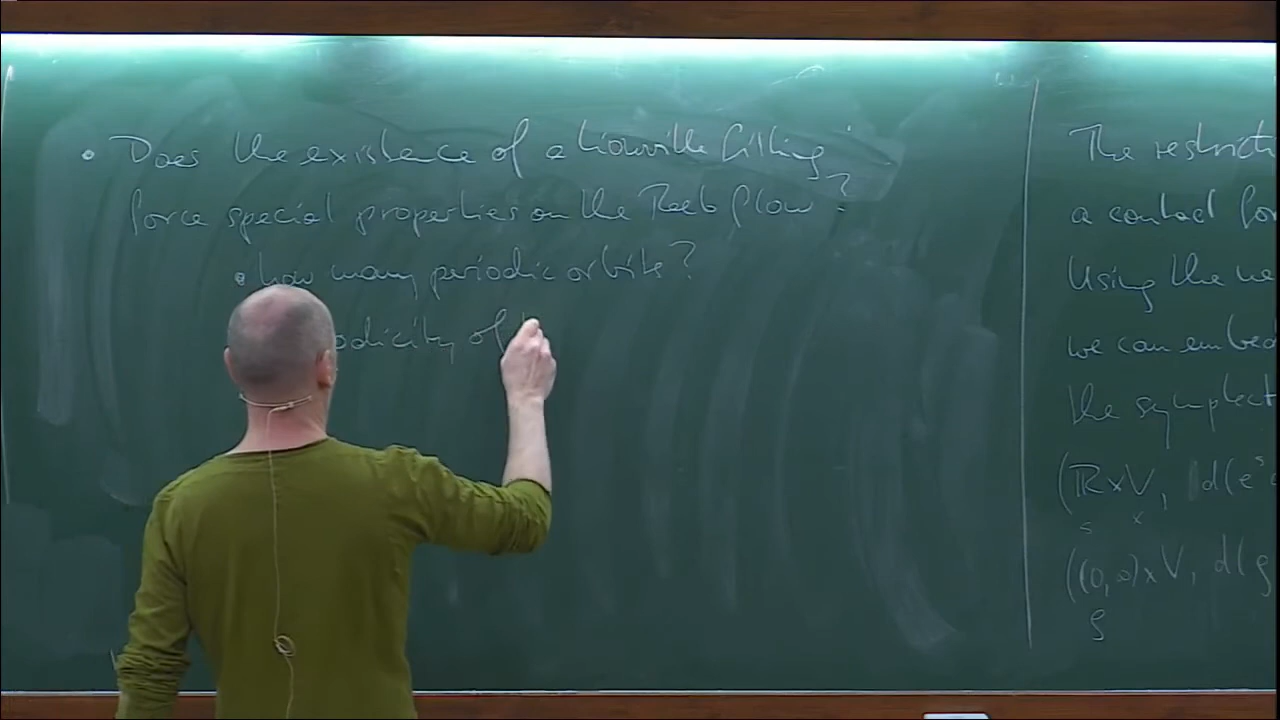 • Does the existence of a Liouville filling
force special properties on the Reeb flow?
• how many periodic orbits?
odicity of
The restricti
a contact for
Using the ne
we can embed
the symplect
(ℝ×V, d(e^s
s x
((0,∞)×V, d(ρ
ρ